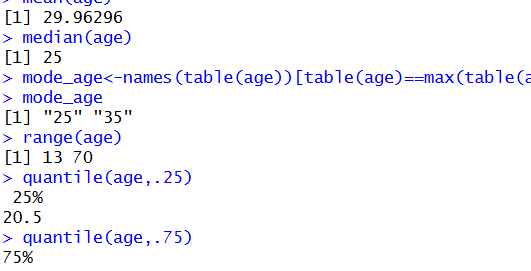 > mean(age)
[1] 29.96296
> median(age)
[1] 25
> mode_age<-names(table(age))[table(age)==max(table(a
> mode_age
[1] "25" "35"
> range(age)
[1] 13 70
> quantile(age,.25)
25%
20.5
> quantile(age,.75)
75%